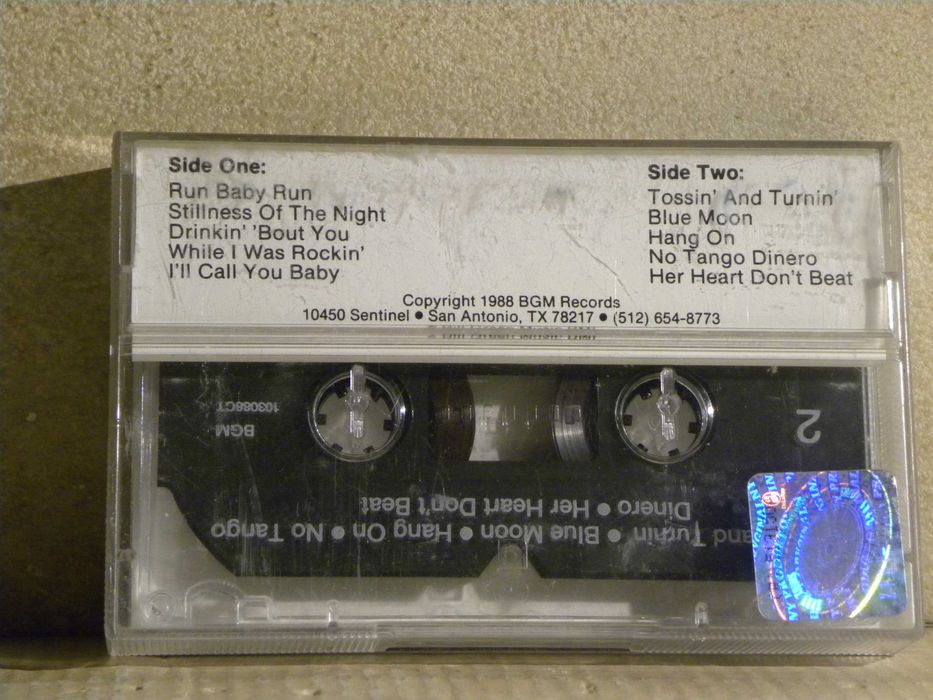 Side One:
Run Baby Run
Stillness Of The Night
Drinkin' 'Bout You
While I Was Rockin'
I'll Call You Baby
Side Two:
Tossin' And Turnin'
Blue Moon
Hang On
No Tango Dinero
Her Heart Don't Beat
Copyright 1988 BGM Records
10450 Sentinel • San Antonio, TX 78217 • (512) 654-8773
2
BGM
103088CT
and Turnin • Blue Moon • Hang On • No Tango
Dinero • Her Heart Don't Beat